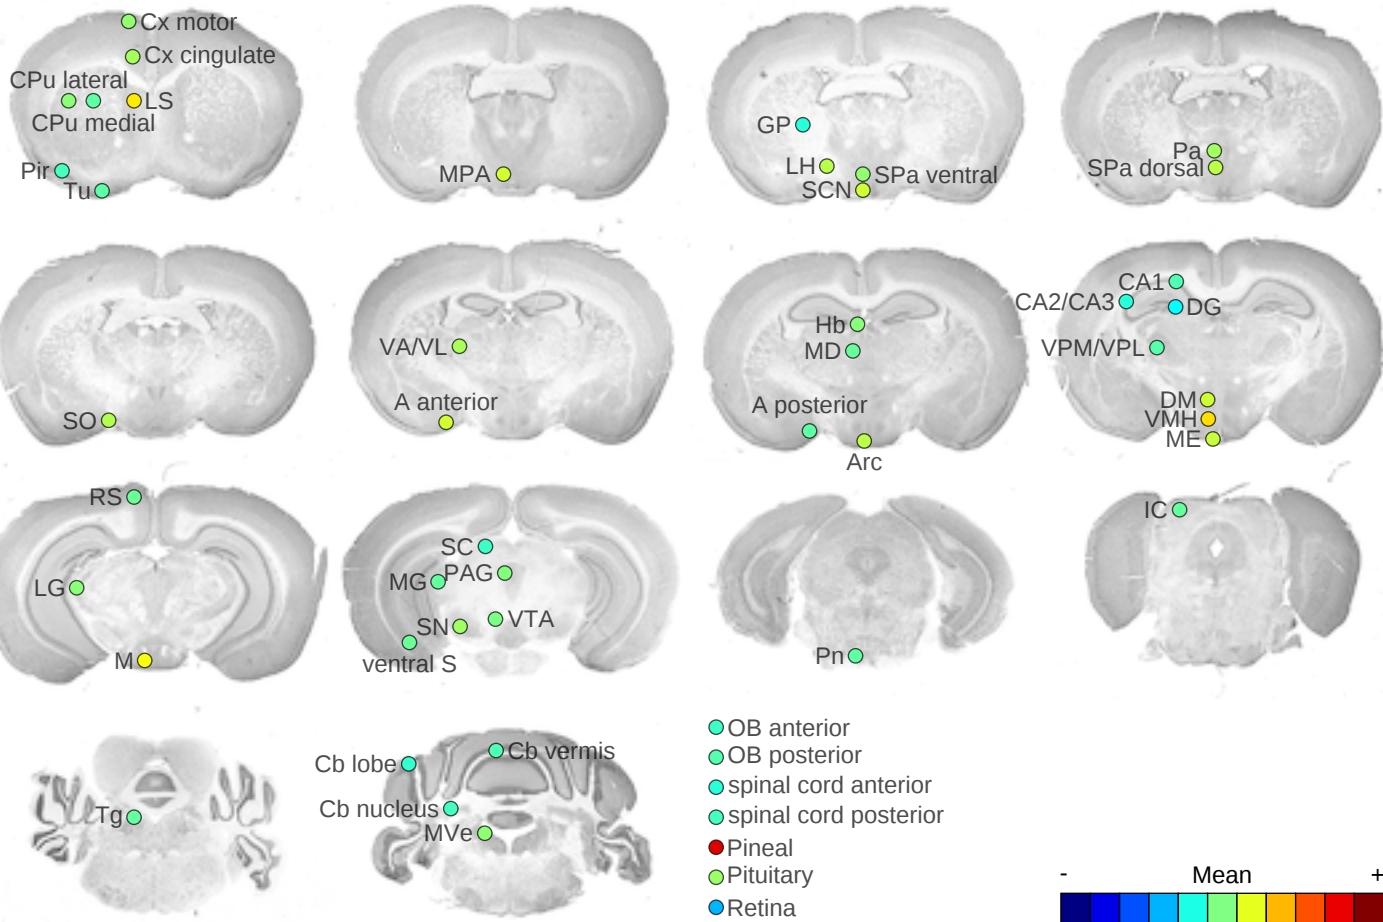 Cx motor
Cx cingulate
CPu lateral
LS
CPu medial
Pir
Tu
MPA
GP
LH
SPa ventral
SCN
Pa
SPa dorsal
SO
VA/VL
A anterior
Hb
MD
A posterior
Arc
CA1
CA2/CA3
DG
VPM/VPL
DM
VMH
ME
RS
LG
M
SC
MG
PAG
SN
VTA
ventral S
Pn
IC
Tg
Cb lobe
Cb vermis
Cb nucleus
MVe
OB anterior
OB posterior
spinal cord anterior
spinal cord posterior
Pineal
Pituitary
Retina
- Mean +